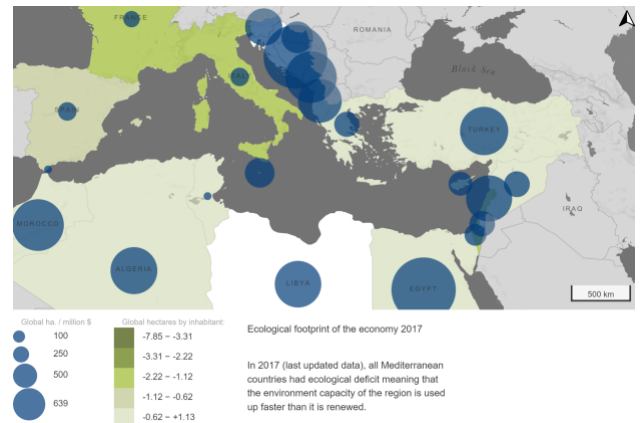 FRANCE
ROMANIA
Black Sea
ITALY
SPAIN
TURKEY
IRAQ
MOROCCO
ALGERIA
LIBYA
EGYPT
500 km
Global ha. / million $
100
250
500
639
Global hectares by inhabitant:
-7.85 – -3.31
-3.31 – -2.22
-2.22 – -1.12
-1.12 – -0.62
-0.62 – +1.13
Ecological footprint of the economy 2017
In 2017 (last updated data), all Mediterranean
countries had ecological deficit meaning that
the environment capacity of the region is used
up faster than it is renewed.